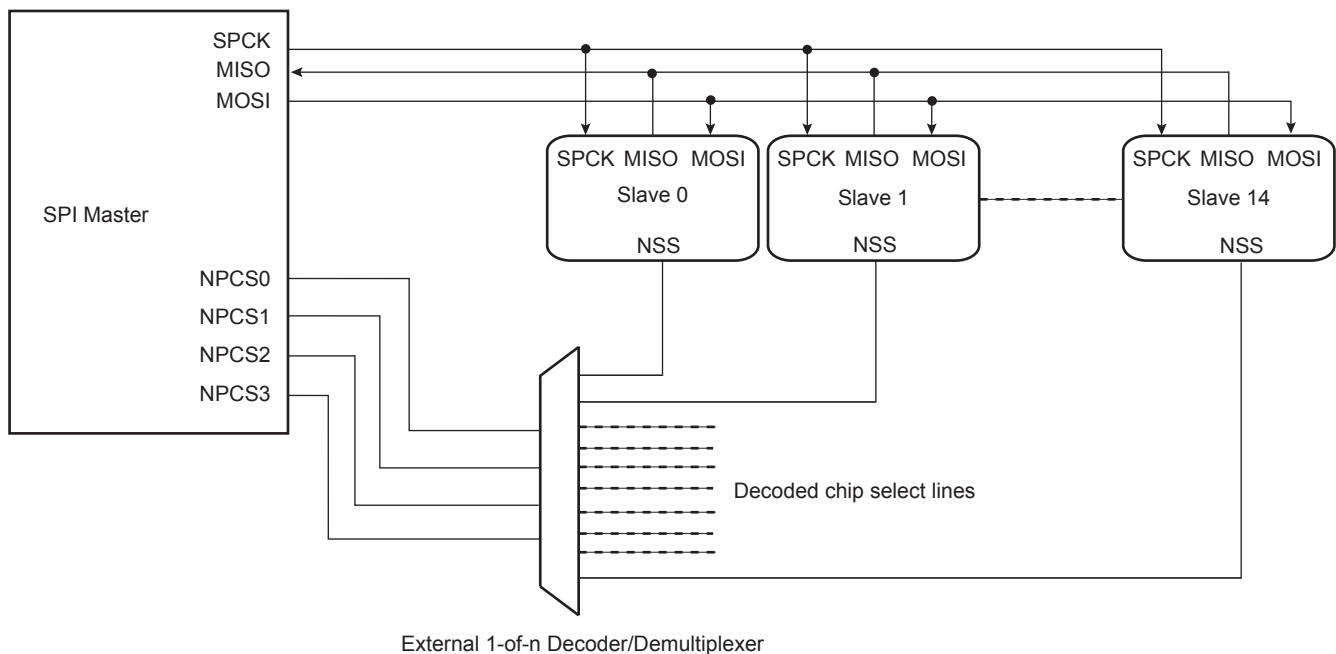 SPCK
MISO
MOSI
SPI Master
NPCS0
NPCS1
NPCS2
NPCS3
SPCK MISO MOSI
Slave 0
NSS
SPCK MISO MOSI
Slave 1
NSS
SPCK MISO MOSI
Slave 14
NSS
Decoded chip select lines
External 1-of-n Decoder/Demultiplexer